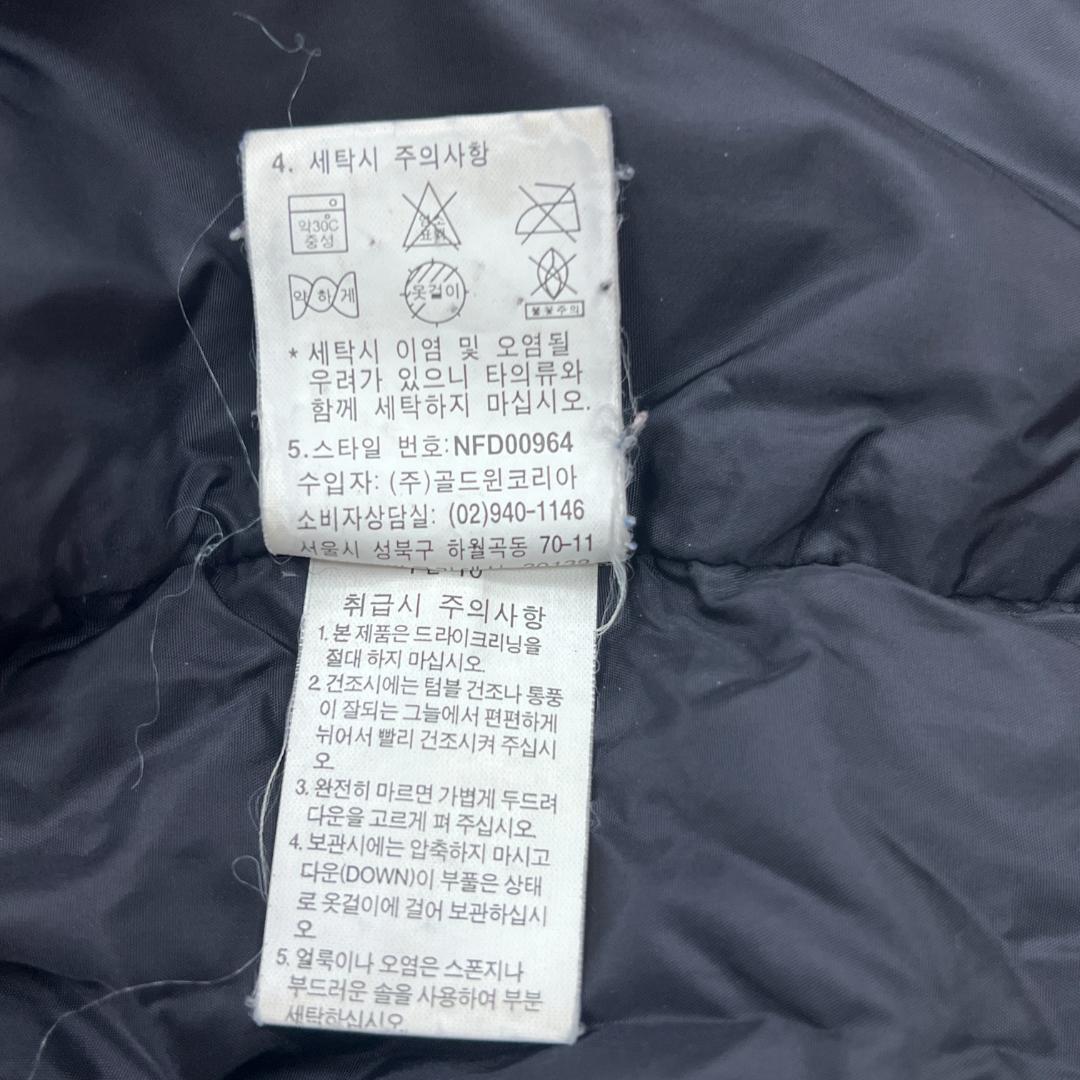 4. 세탁시 주의사항
약30℃
중성
염소
표백
약하게
옷걸이
불꽃주의
* 세탁시 이염 및 오염될
우려가 있으니 타의류와
함께 세탁하지 마십시오.
5.스타일 번호:NFD00964
수입자: (주)골드윈코리아
소비자상담실: (02)940-1146
서울시 성북구 하월곡동 70-11
취급시 주의사항
1.본 제품은 드라이크리닝을
절대 하지 마십시오.
2.건조시에는 텀블 건조나 통풍
이 잘되는 그늘에서 편편하게
뉘어서 빨리 건조시켜 주십시
오.
3.완전히 마르면 가볍게 두드려
다운을 고르게 펴 주십시오.
4.보관시에는 압축하지 마시고
다운(DOWN)이 부풀은 상태
로 옷걸이에 걸어 보관하십시
오
5. 얼룩이나 오염은 스폰지나
부드러운 솔을 사용하여 부분
세탁하십시오.